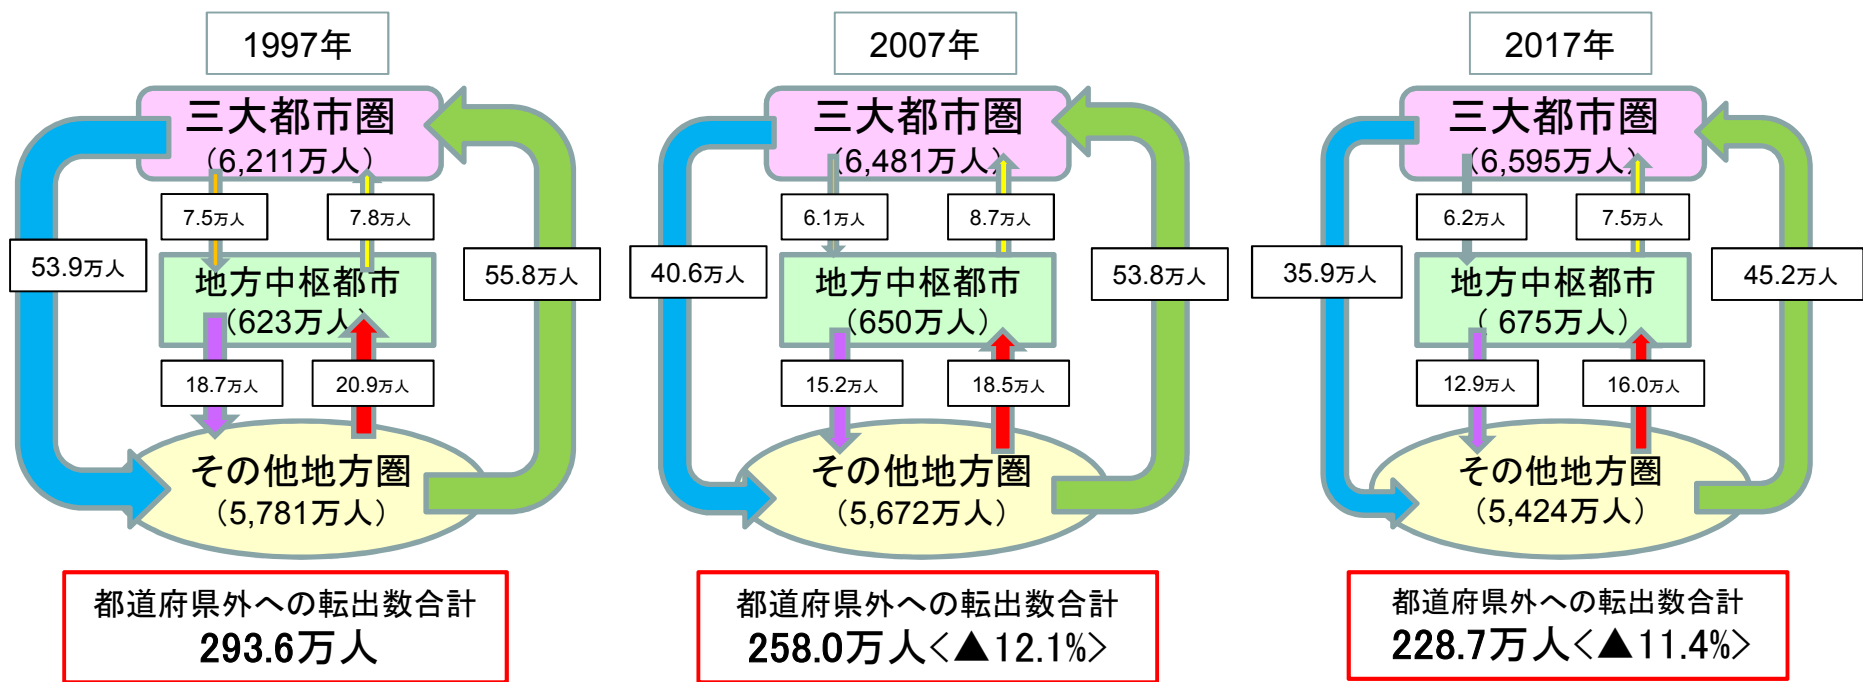 1997年
三大都市圏
（6,211万人）
7.5万人
7.8万人
53.9万人
55.8万人
地方中枢都市
（623万人）
18.7万人
20.9万人
その他地方圏
（5,781万人）
都道府県外への転出数合計
293.6万人
2007年
三大都市圏
（6,481万人）
6.1万人
8.7万人
40.6万人
53.8万人
地方中枢都市
（650万人）
15.2万人
18.5万人
その他地方圏
（5,672万人）
都道府県外への転出数合計
258.0万人<▲12.1%>
2017年
三大都市圏
（6,595万人）
6.2万人
7.5万人
35.9万人
45.2万人
地方中枢都市
（ 675万人）
12.9万人
16.0万人
その他地方圏
（5,424万人）
都道府県外への転出数合計
228.7万人<▲11.4%>